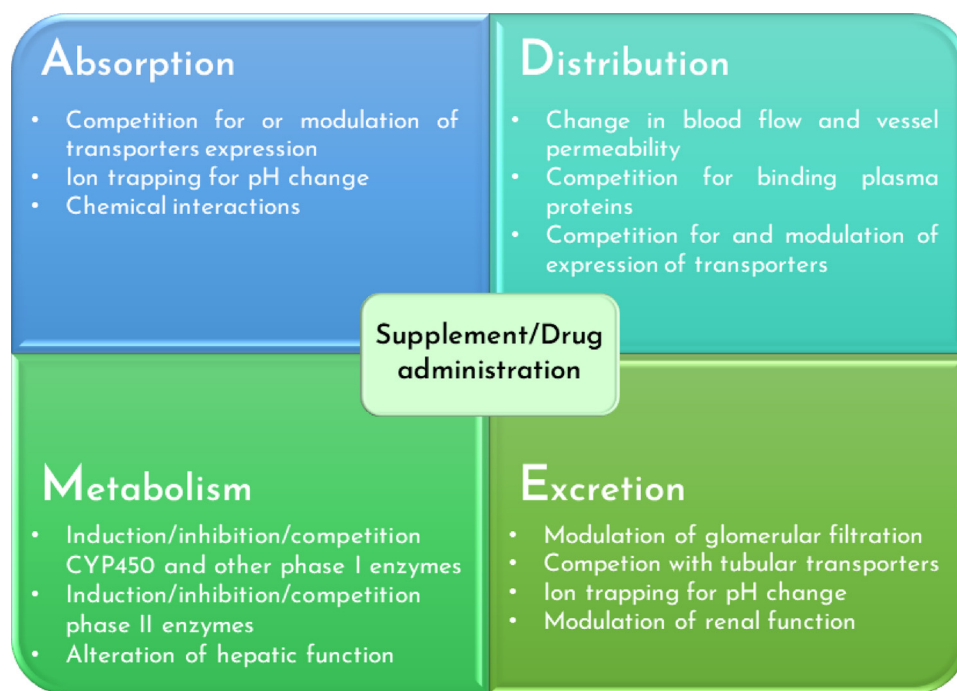 Absorption
• Competition for or modulation of
transporters expression
• Ion trapping for pH change
• Chemical interactions
Distribution
• Change in blood flow and vessel
permeability
• Competition for binding plasma
proteins
• Competition for and modulation of
expression of transporters
Supplement/Drug
administration
Metabolism
• Induction/inhibition/competition
CYP450 and other phase I enzymes
• Induction/inhibition/competition
phase II enzymes
• Alteration of hepatic function
Excretion
• Modulation of glomerular filtration
• Competion with tubular transporters
• Ion trapping for pH change
• Modulation of renal function